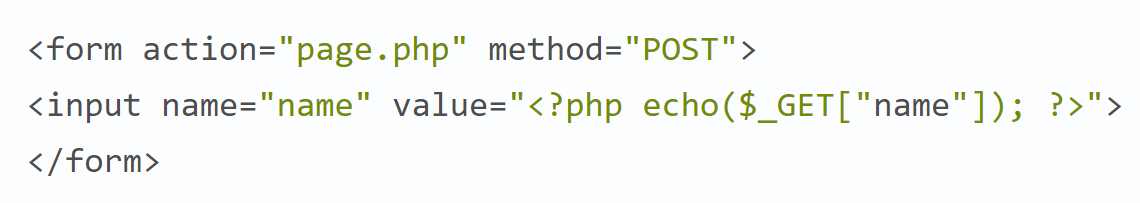 <form action="page.php" method="POST">
<input name="name" value="<?php echo($_GET["name"]); ?>">
</form>